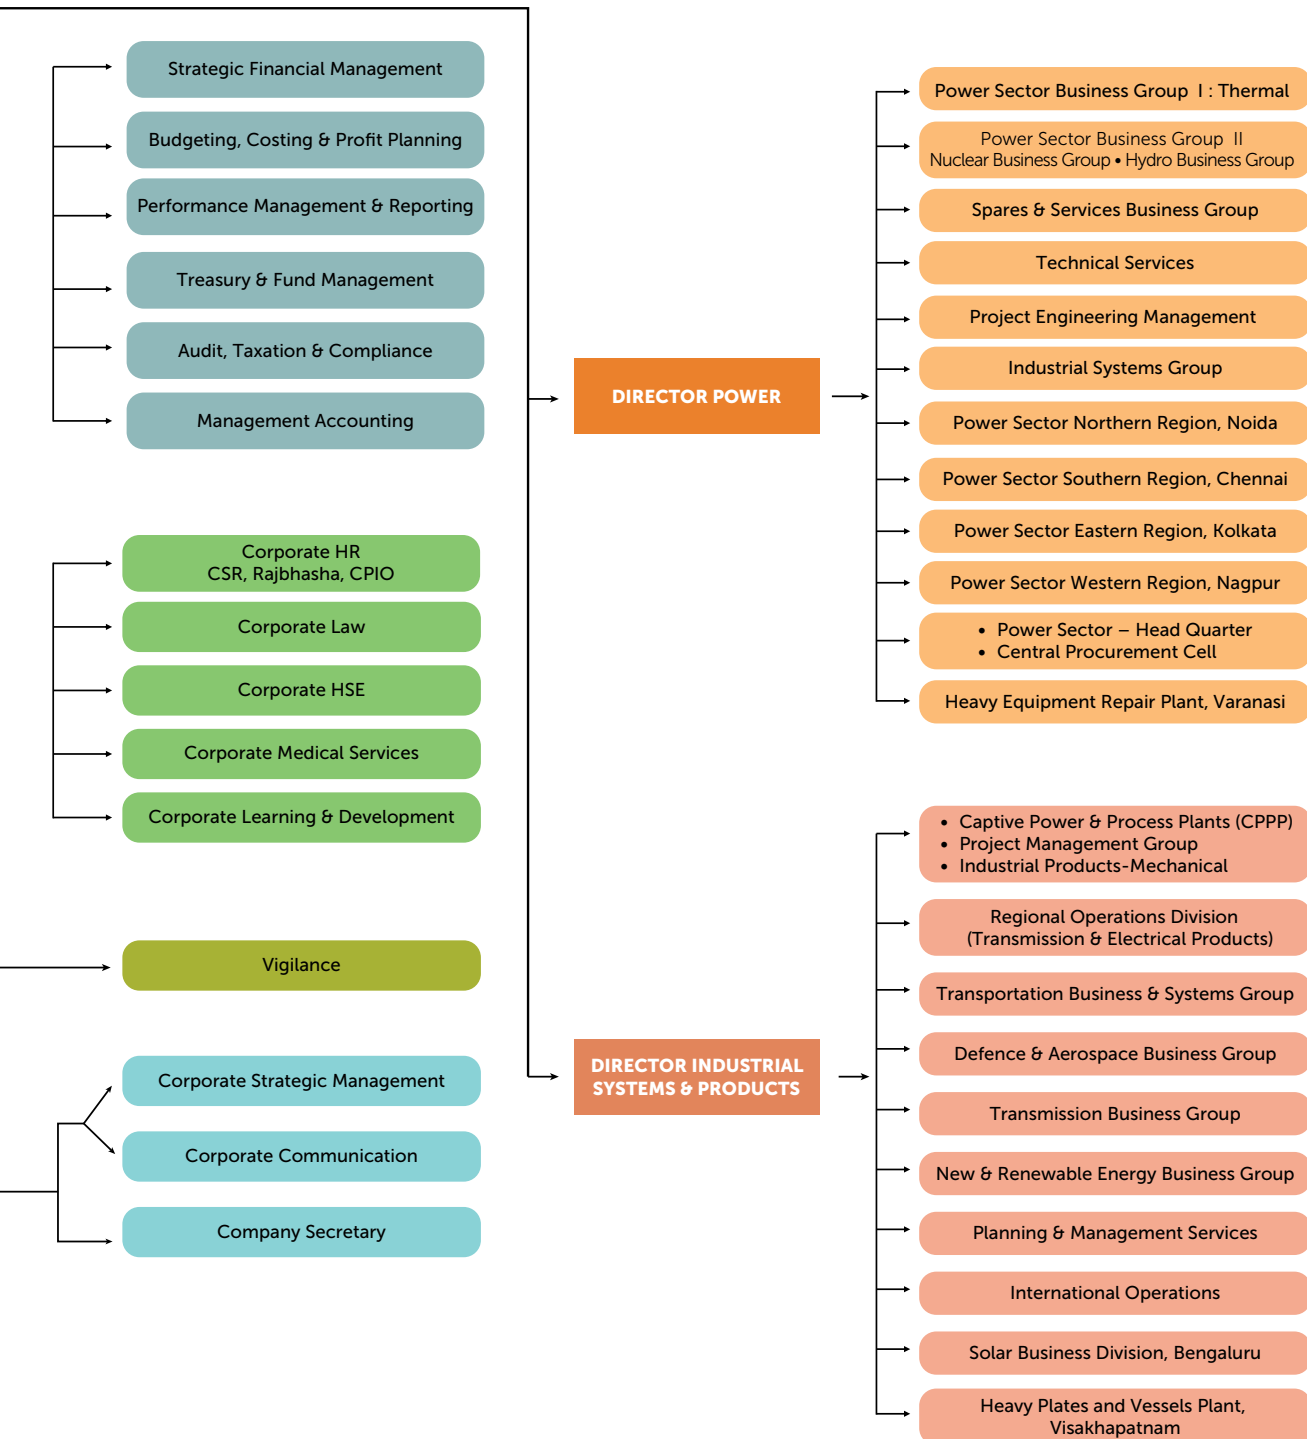 Strategic Financial Management
Budgeting, Costing & Profit Planning
Performance Management & Reporting
Treasury & Fund Management
Audit, Taxation & Compliance
Management Accounting
Corporate HR
CSR, Rajbhasha, CPIO
Corporate Law
Corporate HSE
Corporate Medical Services
Corporate Learning & Development
Vigilance
Corporate Strategic Management
Corporate Communication
Company Secretary
DIRECTOR POWER
Power Sector Business Group I : Thermal
Power Sector Business Group II
Nuclear Business Group • Hydro Business Group
Spares & Services Business Group
Technical Services
Project Engineering Management
Industrial Systems Group
Power Sector Northern Region, Noida
Power Sector Southern Region, Chennai
Power Sector Eastern Region, Kolkata
Power Sector Western Region, Nagpur
• Power Sector – Head Quarter
• Central Procurement Cell
Heavy Equipment Repair Plant, Varanasi
DIRECTOR INDUSTRIAL
SYSTEMS & PRODUCTS
• Captive Power & Process Plants (CPPP)
• Project Management Group
• Industrial Products-Mechanical
Regional Operations Division
(Transmission & Electrical Products)
Transportation Business & Systems Group
Defence & Aerospace Business Group
Transmission Business Group
New & Renewable Energy Business Group
Planning & Management Services
International Operations
Solar Business Division, Bengaluru
Heavy Plates and Vessels Plant,
Visakhapatnam